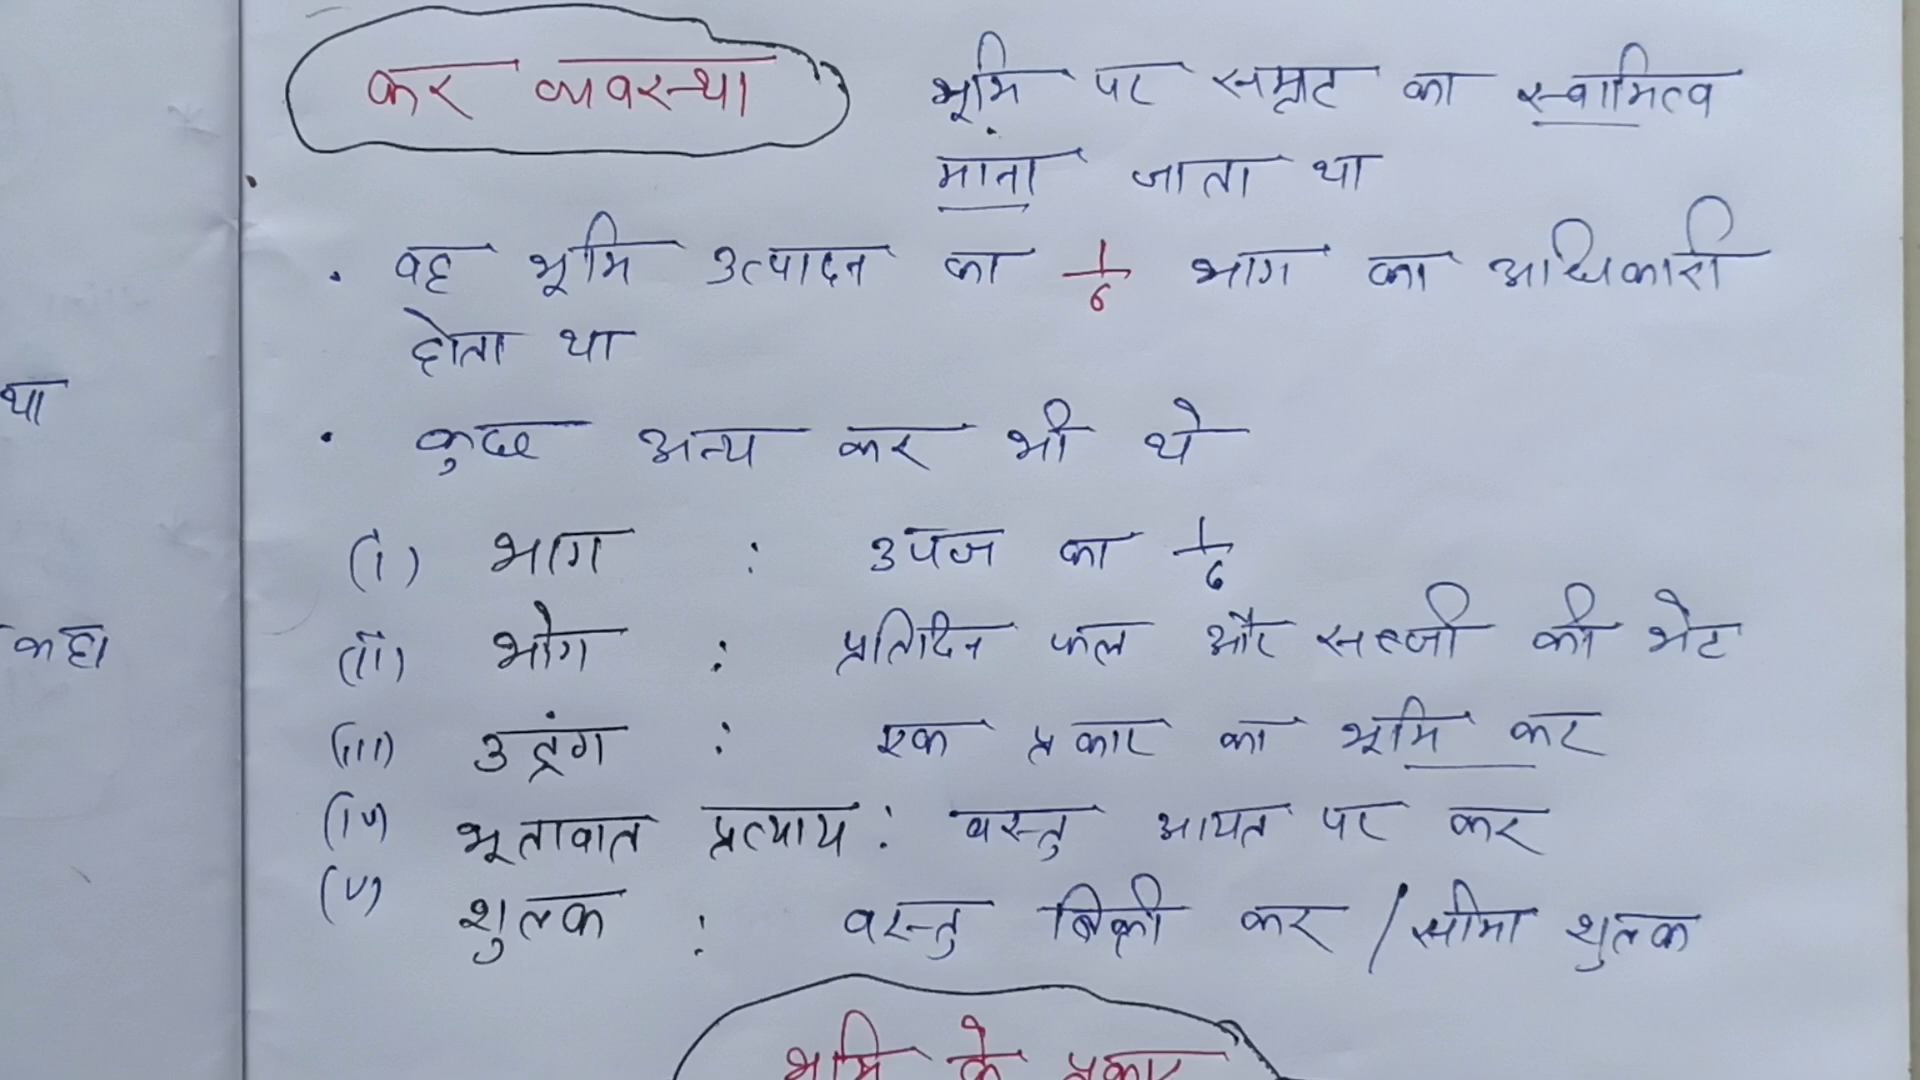 कर व्यवस्था
भूमि पर सम्राट का स्वामित्व
माना जाता था
• वह भूमि उत्पादन का 1/6 भाग का अधिकारी
होता था
• कुछ अन्य कर भी थे
(i) भाग : उपज का 1/6
(ii) भोग : प्रतिदिन फल और सब्जी की भेट
(iii) उद्रंग : एक प्रकार का भूमि कर
(iv) भूतावात प्रत्याय : वस्तु आयत पर कर
(v) शुल्क : वस्तु बिक्री कर / सीमा शुल्क
भूमि के प्रकार
था
कहा